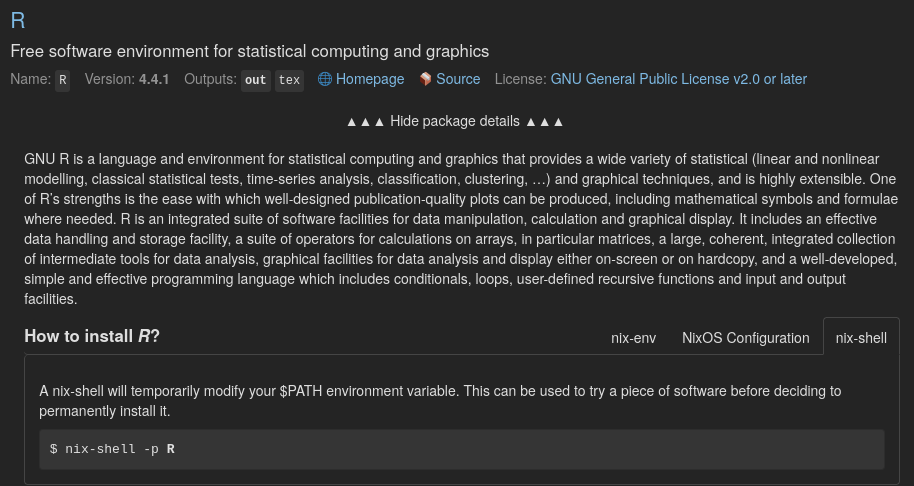 R
Free software environment for statistical computing and graphics
Name: R Version: 4.4.1 Outputs: out tex Homepage Source License: GNU General Public License v2.0 or later
▲▲▲ Hide package details ▲▲▲
GNU R is a language and environment for statistical computing and graphics that provides a wide variety of statistical (linear and nonlinear
modelling, classical statistical tests, time-series analysis, classification, clustering, …) and graphical techniques, and is highly extensible. One
of R's strengths is the ease with which well-designed publication-quality plots can be produced, including mathematical symbols and formulae
where needed. R is an integrated suite of software facilities for data manipulation, calculation and graphical display. It includes an effective
data handling and storage facility, a suite of operators for calculations on arrays, in particular matrices, a large, coherent, integrated collection
of intermediate tools for data analysis, graphical facilities for data analysis and display either on-screen or on hardcopy, and a well-developed,
simple and effective programming language which includes conditionals, loops, user-defined recursive functions and input and output
facilities.
How to install R?
nix-env NixOS Configuration nix-shell
A nix-shell will temporarily modify your $PATH environment variable. This can be used to try a piece of software before deciding to
permanently install it.
$ nix-shell -p R